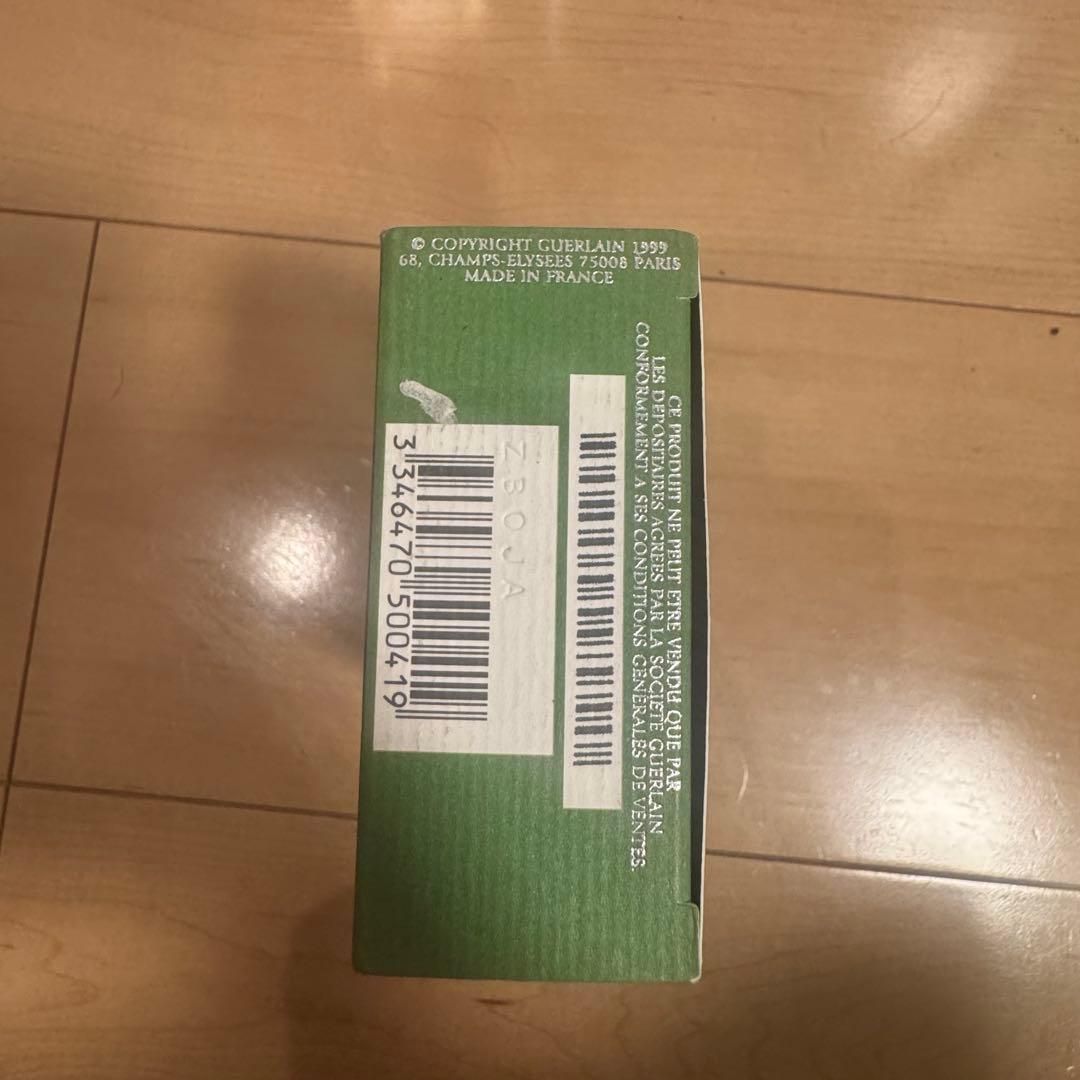 © COPYRIGHT GUERLAIN 1999
68, CHAMPS-ELYSEES 75008 PARIS
MADE IN FRANCE
CE PRODUIT NE PEUT ETRE VENDU QUE PAR
LES DEPOSITAIRES AGREES PAR LA SOCIETE GUERLAIN
CONFORMEMENT A SES CONDITIONS GENERALES DE VENTES.
ZBOJA
3 346470 500419